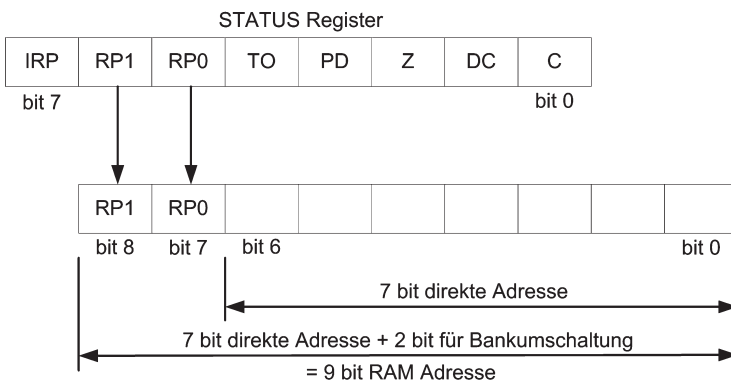 STATUS Register
IRP RP1 RP0 TO PD Z DC C
bit 7 bit 0
RP1 RP0
bit 8 bit 7 bit 6 bit 0
7 bit direkte Adresse
7 bit direkte Adresse + 2 bit für Bankumschaltung
= 9 bit RAM Adresse